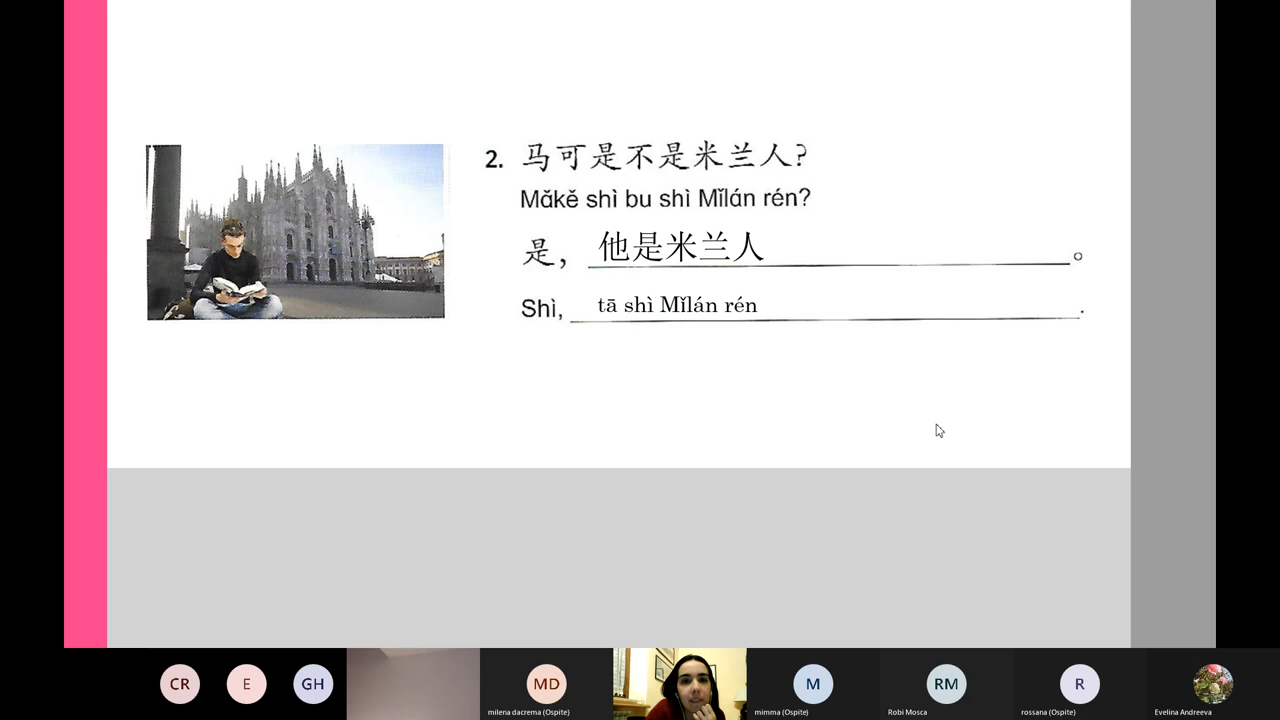 2. 马可是不是米兰人?
Mǎkě shì bu shì Mǐlán rén?
是，他是米兰人。
Shì, tā shì Mǐlán rén.
CR
E
GH
MD
milena dacrema (Ospite)
M
mimma (Ospite)
RM
Robi Mosca
R
rossana (Ospite)
Evelina Andreeva